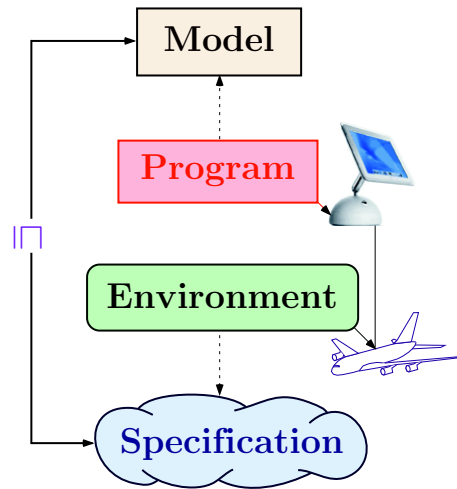 Model
Program
⊑
Environment
Specification